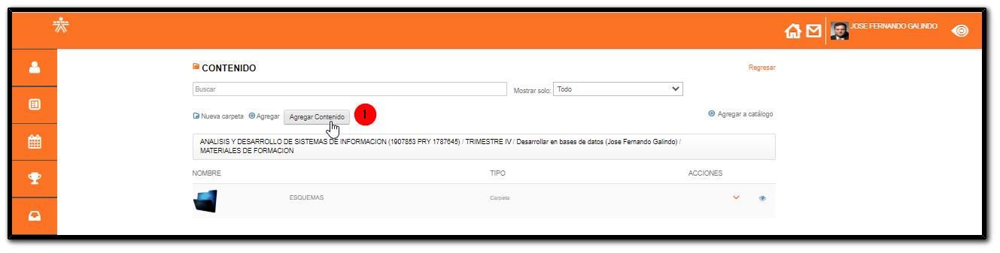 SENA
JOSE FERNANDO GALINDO
CONTENIDO
Regresar
Buscar
Mostrar solo:
Todo
Nueva carpeta
Agregar
Agregar Contenido
1
Agregar a catálogo
ANALISIS Y DESARROLLO DE SISTEMAS DE INFORMACION (1907853 PRY 1787645) / TRIMESTRE IV / Desarrollar en bases de datos (Jose Fernando Galindo) /
MATERIALES DE FORMACION
NOMBRE
TIPO
ACCIONES
ESQUEMAS
Carpeta